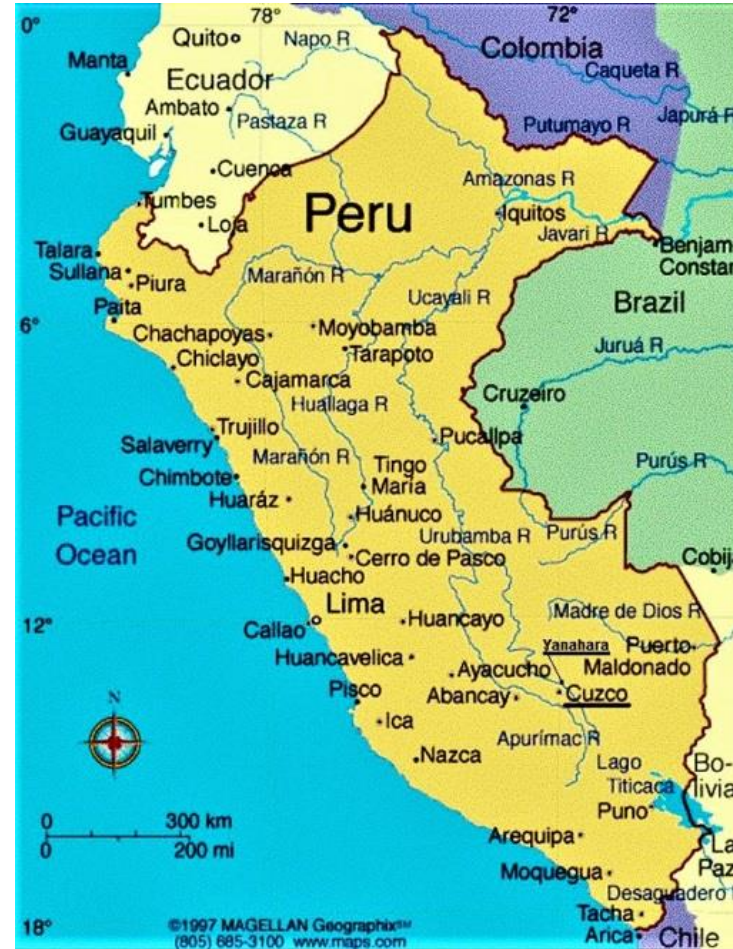 78°
72°
0°
Quito
Napo R
Colombia
Manta
Caqueta R
Ecuador
Ambato
Pastaza R
Putumayo R
Japurá R
Guayaquil
Cuenca
Amazonas R
Tumbes
Peru
Iquitos
Loja
Javari R
Talara
Benjam
Constan
Sullana
Piura
Marañón R
Ucayali R
Brazil
Paita
6°
Chachapoyas
Moyobamba
Tarapoto
Juruá R
Chiclayo
Cajamarca
Huallaga R
Cruzeiro
Trujillo
Salaverry
Pucallpa
Marañón R
Tingo
María
Purús R
Chimbote
Huaráz
Pacific
Ocean
Huánuco
Urubamba R
Purús R
Goyllarisquizga
Cerro de Pasco
Cobija
Huacho
Lima
Madre de Dios R
12°
Callao
Huancayo
Yanahara
Puerto
Maldonado
Huancavelica
Ayacucho
Pisco
Abancay
Cuzco
N
Ica
Apurímac R
Nazca
Lago
Titicaca
Bo-
livia
Puno
0 300 km
0 200 mi
Arequipa
La
Paz
Moquegua
Desaguadero
Tacha
18°
©1997 MAGELLAN Geographix℠
(805) 685-3100 www.maps.com
Arica
Chile